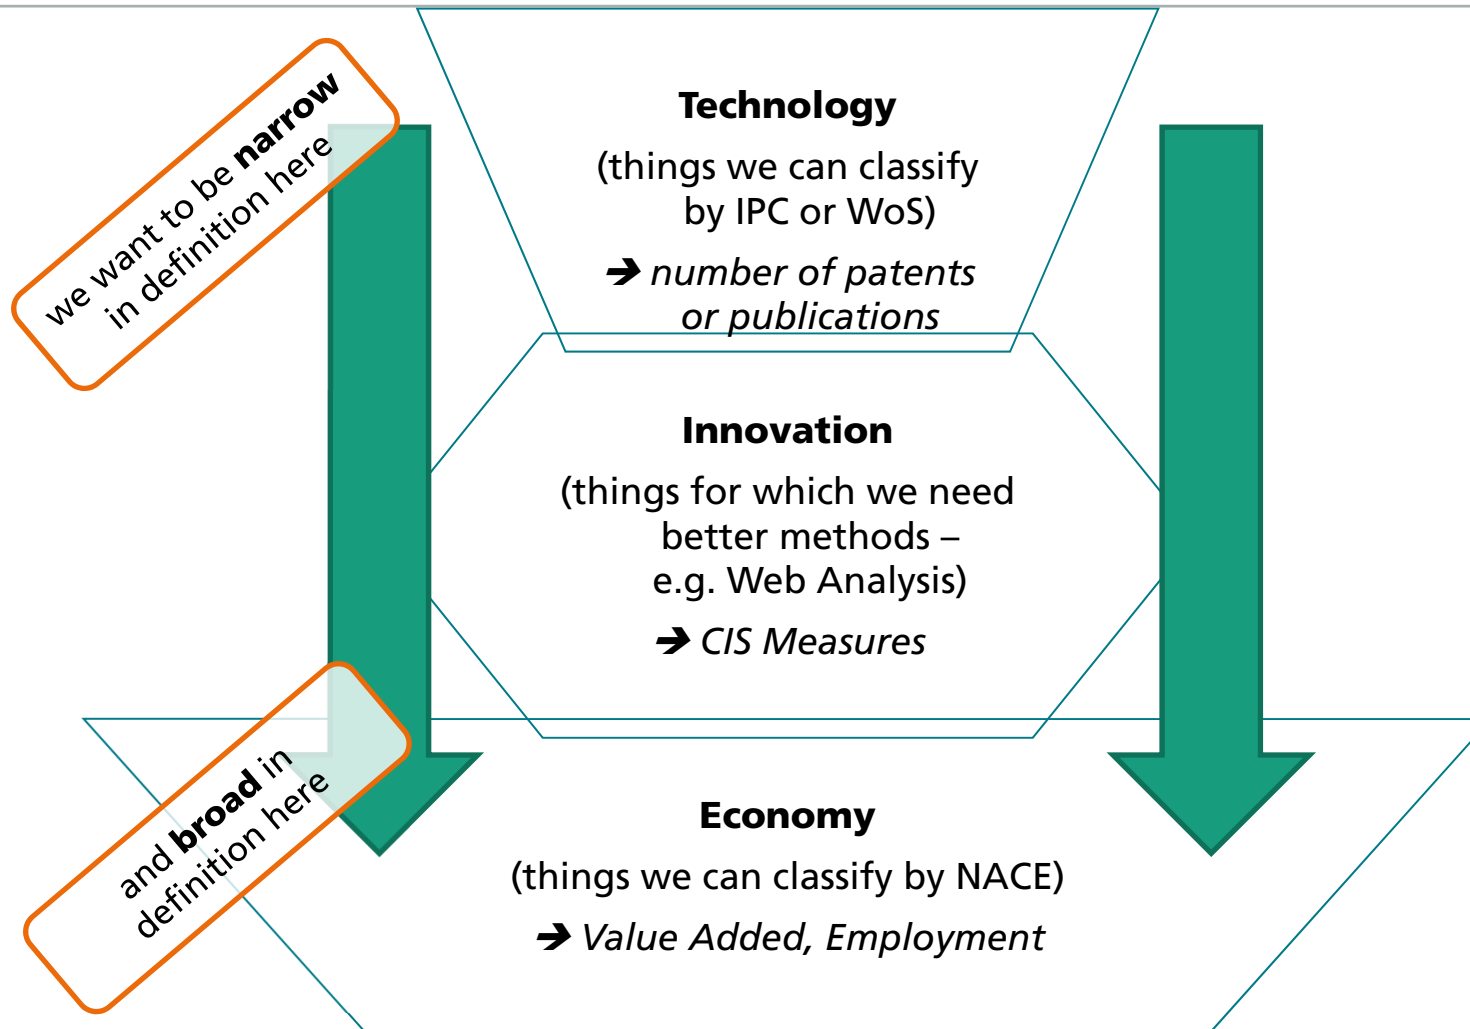 we want to be narrow
in definition here
Technology
(things we can classify
by IPC or WoS)
➔ number of patents
or publications
Innovation
(things for which we need
better methods –
e.g. Web Analysis)
➔ CIS Measures
and broad in
definition here
Economy
(things we can classify by NACE)
➔ Value Added, Employment